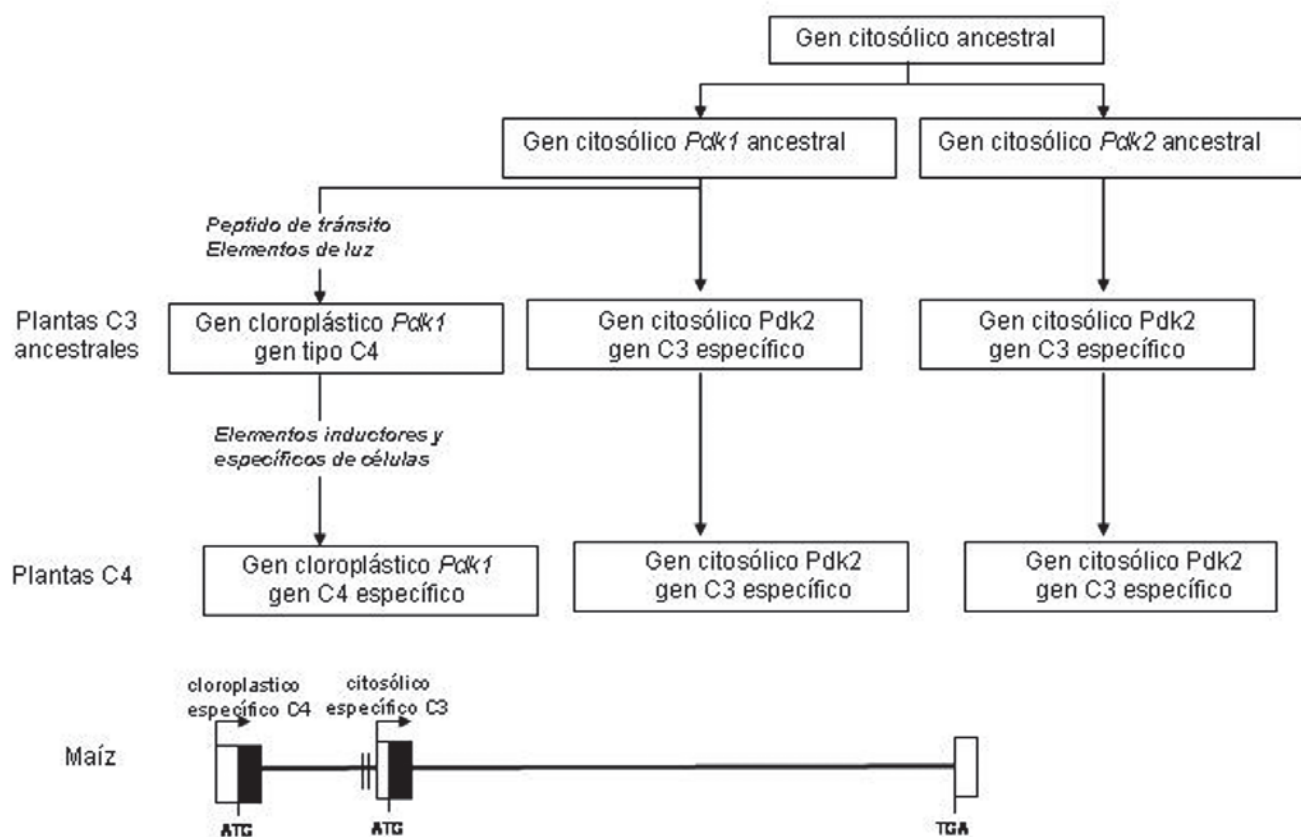 Gen citosólico ancestral
Gen citosólico Pdk1 ancestral
Gen citosólico Pdk2 ancestral
Peptido de tránsito
Elementos de luz
Plantas C3
ancestrales
Gen cloroplástico Pdk1
gen tipo C4
Gen citosólico Pdk2
gen C3 específico
Gen citosólico Pdk2
gen C3 específico
Elementos inductores y
específicos de células
Plantas C4
Gen cloroplástico Pdk1
gen C4 específico
Gen citosólico Pdk2
gen C3 específico
Gen citosólico Pdk2
gen C3 específico
cloroplastico
específico C4
citosólico
específico C3
Maíz
ATG
ATG
TGA